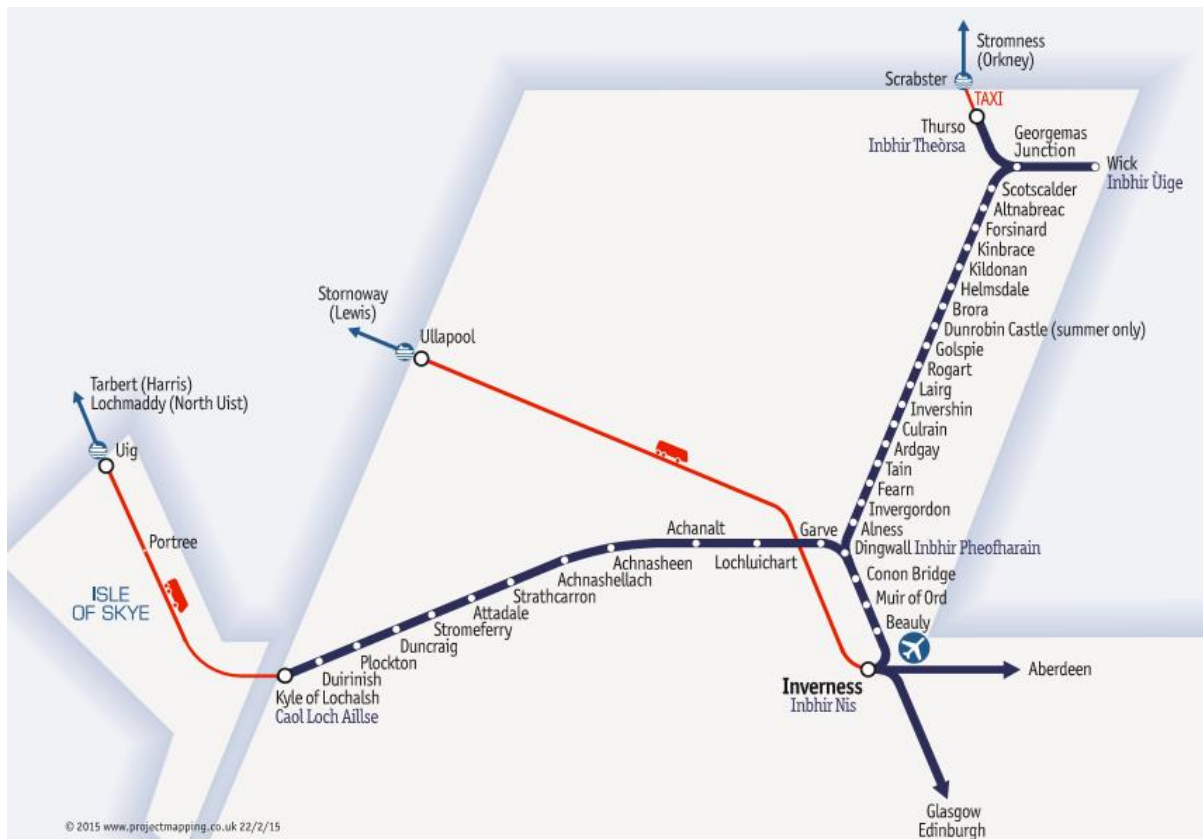 Stromness
(Orkney)
Scrabster
TAXI
Thurso
Inbhir Theòrsa
Georgemas
Junction
Wick
Inbhir Ùige
Scotscalder
Altnabreac
Forsinard
Kinbrace
Kildonan
Helmsdale
Brora
Dunrobin Castle (summer only)
Golspie
Rogart
Lairg
Invershin
Culrain
Ardgay
Tain
Fearn
Invergordon
Alness
Dingwall Inbhir Pheofharain
Conon Bridge
Muir of Ord
Beauly
Stornoway
(Lewis)
Ullapool
Tarbert (Harris)
Lochmaddy (North Uist)
Uig
Portree
ISLE
OF SKYE
Garve
Lochluichart
Achanalt
Achnasheen
Achnashellach
Strathcarron
Attadale
Stromeferry
Duncraig
Plockton
Duirinish
Kyle of Lochalsh
Caol Loch Aillse
Inverness
Inbhir Nis
Aberdeen
Glasgow
Edinburgh
© 2015 www.projectmapping.co.uk 22/2/15